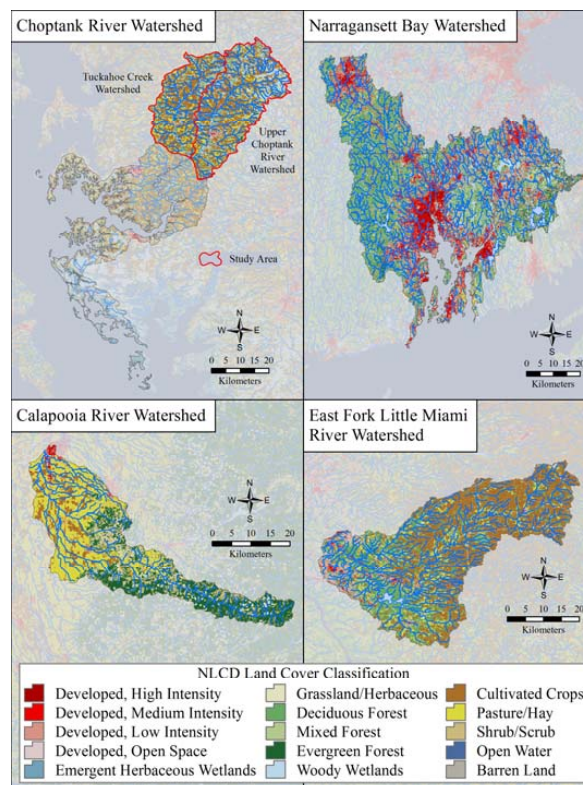 Choptank River Watershed
Tuckahoe Creek
Watershed
Upper Choptank
River
Watershed
Study Area
N
W E
S
0 5 10 15 20
Kilometers
Narragansett Bay Watershed
N
W E
S
0 5 10 15 20
Kilometers
Calapooia River Watershed
N
W E
S
0 5 10 15 20
Kilometers
East Fork Little Miami
River Watershed
N
W E
S
0 5 10 15 20
Kilometers
NLCD Land Cover Classification
Developed, High Intensity
Developed, Medium Intensity
Developed, Low Intensity
Developed, Open Space
Emergent Herbaceous Wetlands
Grassland/Herbaceous
Deciduous Forest
Mixed Forest
Evergreen Forest
Woody Wetlands
Cultivated Crops
Pasture/Hay
Shrub/Scrub
Open Water
Barren Land